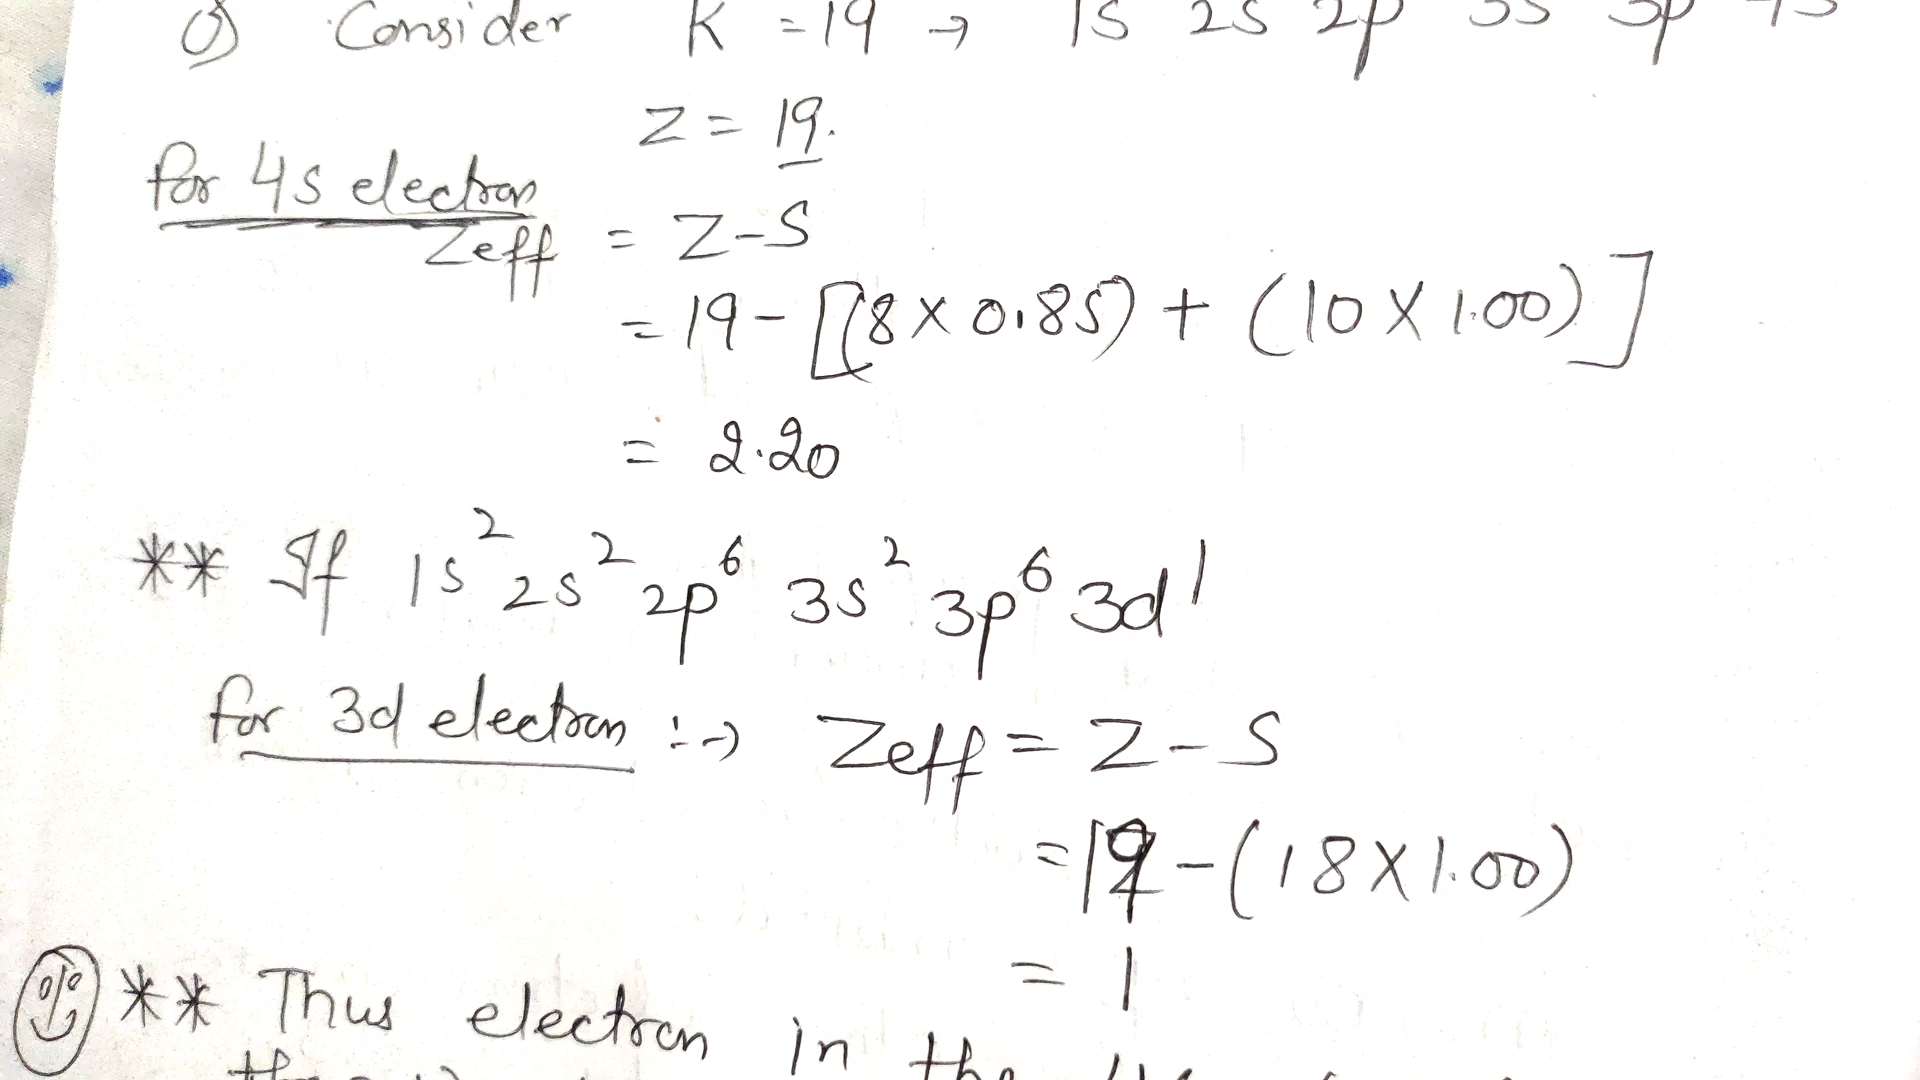 Consider K = 19 → 1s 2s 2p 3s 3p 4s
Z = 19.
for 4s electron
Zeff = Z-S
= 19 - [(8 X 0.85) + (10 X 1.00)]
= 2.20
** If 1s² 2s² 2p⁶ 3s² 3p⁶ 3d¹
for 3d electron :→ Zeff = Z - S
= 19 - (18 X 1.00)
= 1
** Thus electron in the